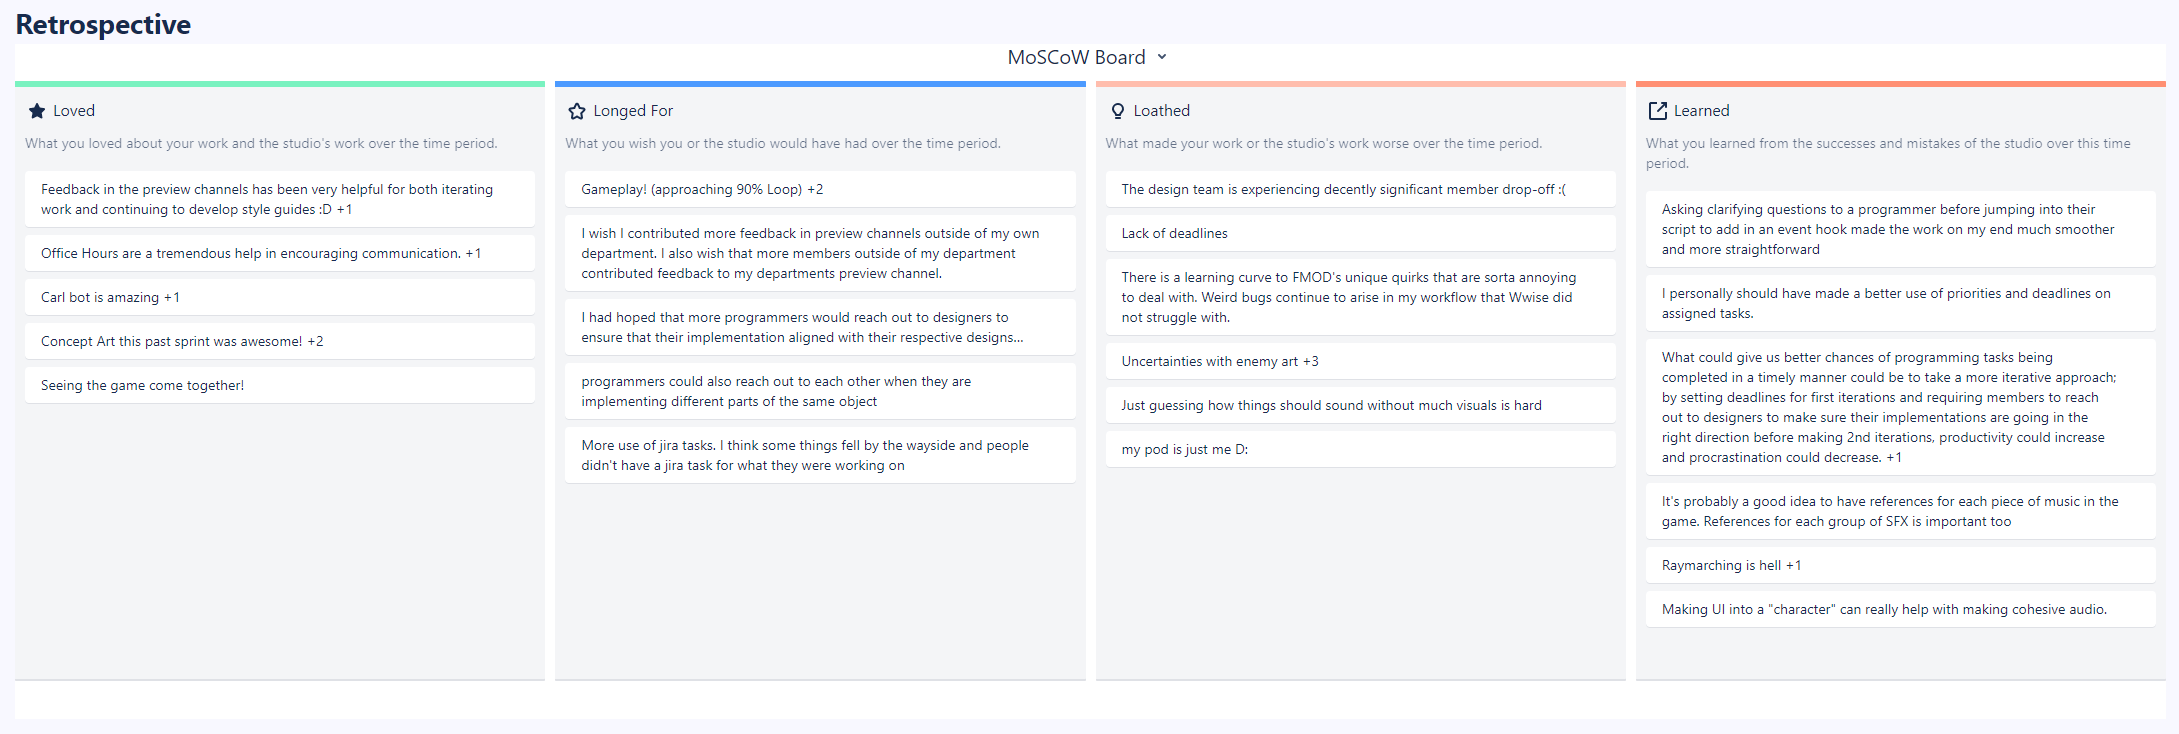 Retrospective
MoSCoW Board
Loved
What you loved about your work and the studio's work over the time period.
Feedback in the preview channels has been very helpful for both iterating
work and continuing to develop style guides :D +1
Office Hours are a tremendous help in encouraging communication. +1
Carl bot is amazing +1
Concept Art this past sprint was awesome! +2
Seeing the game come together!
Longed For
What you wish you or the studio would have had over the time period.
Gameplay! (approaching 90% Loop) +2
I wish I contributed more feedback in preview channels outside of my own
department. I also wish that more members outside of my department
contributed feedback to my departments preview channel.
I had hoped that more programmers would reach out to designers to
ensure that their implementation aligned with their respective designs...
programmers could also reach out to each other when they are
implementing different parts of the same object
More use of jira tasks. I think some things fell by the wayside and people
didn't have a jira task for what they were working on
Loathed
What made your work or the studio's work worse over the time period.
The design team is experiencing decently significant member drop-off :(
Lack of deadlines
There is a learning curve to FMOD's unique quirks that are sorta annoying
to deal with. Weird bugs continue to arise in my workflow that Wwise did
not struggle with.
Uncertainties with enemy art +3
Just guessing how things should sound without much visuals is hard
my pod is just me D:
Learned
What you learned from the successes and mistakes of the studio over this time
period.
Asking clarifying questions to a programmer before jumping into their
script to add in an event hook made the work on my end much smoother
and more straightforward
I personally should have made a better use of priorities and deadlines on
assigned tasks.
What could give us better chances of programming tasks being
completed in a timely manner could be to take a more iterative approach;
by setting deadlines for first iterations and requiring members to reach
out to designers to make sure their implementations are going in the
right direction before making 2nd iterations, productivity could increase
and procrastination could decrease. +1
It's probably a good idea to have references for each piece of music in the
game. References for each group of SFX is important too
Raymarching is hell +1
Making UI into a "character" can really help with making cohesive audio.